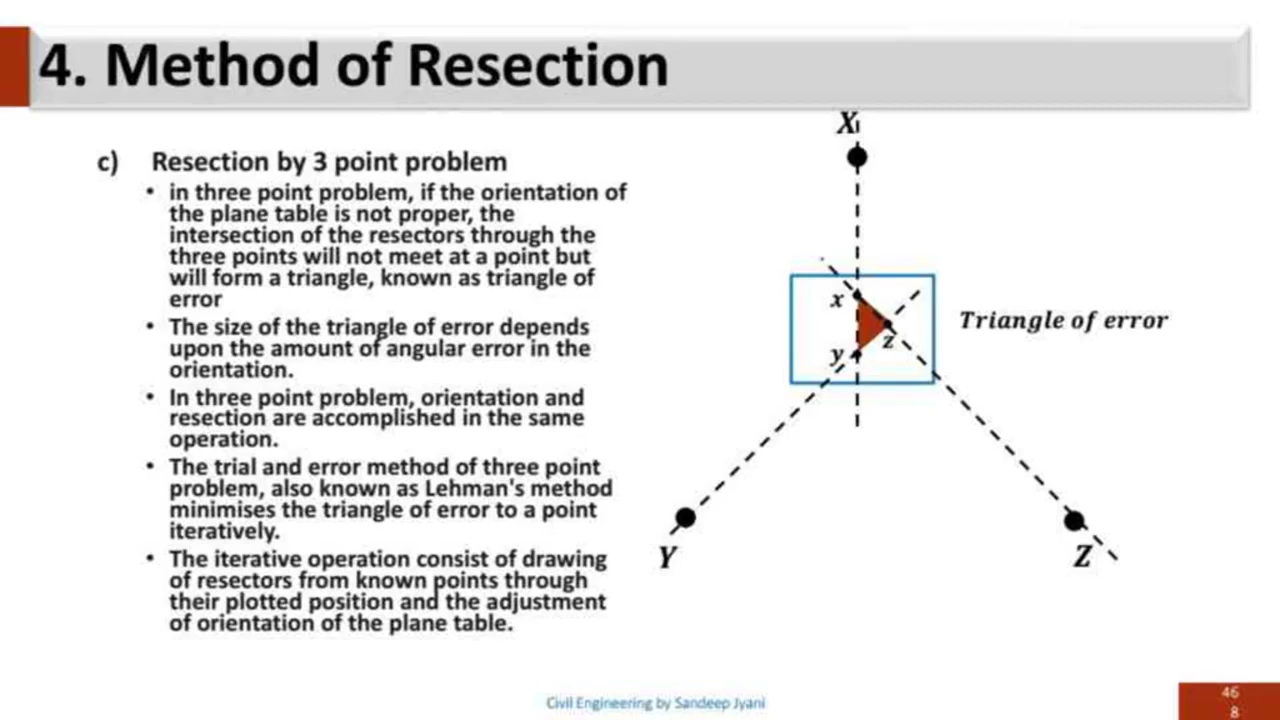 4. Method of Resection
X
c) Resection by 3 point problem
• in three point problem, if the orientation of
the plane table is not proper, the
intersection of the resectors through the
three points will not meet at a point but
will form a triangle, known as triangle of
error
• The size of the triangle of error depends
upon the amount of angular error in the
orientation.
• In three point problem, orientation and
resection are accomplished in the same
operation.
• The trial and error method of three point
problem, also known as Lehman's method
minimises the triangle of error to a point
iteratively.
• The iterative operation consist of drawing
of resectors from known points through
their plotted position and the adjustment
of orientation of the plane table.
x
Triangle of error
z
y
Y
Z
Civil Engineering by Sandeep Jyani
46
8